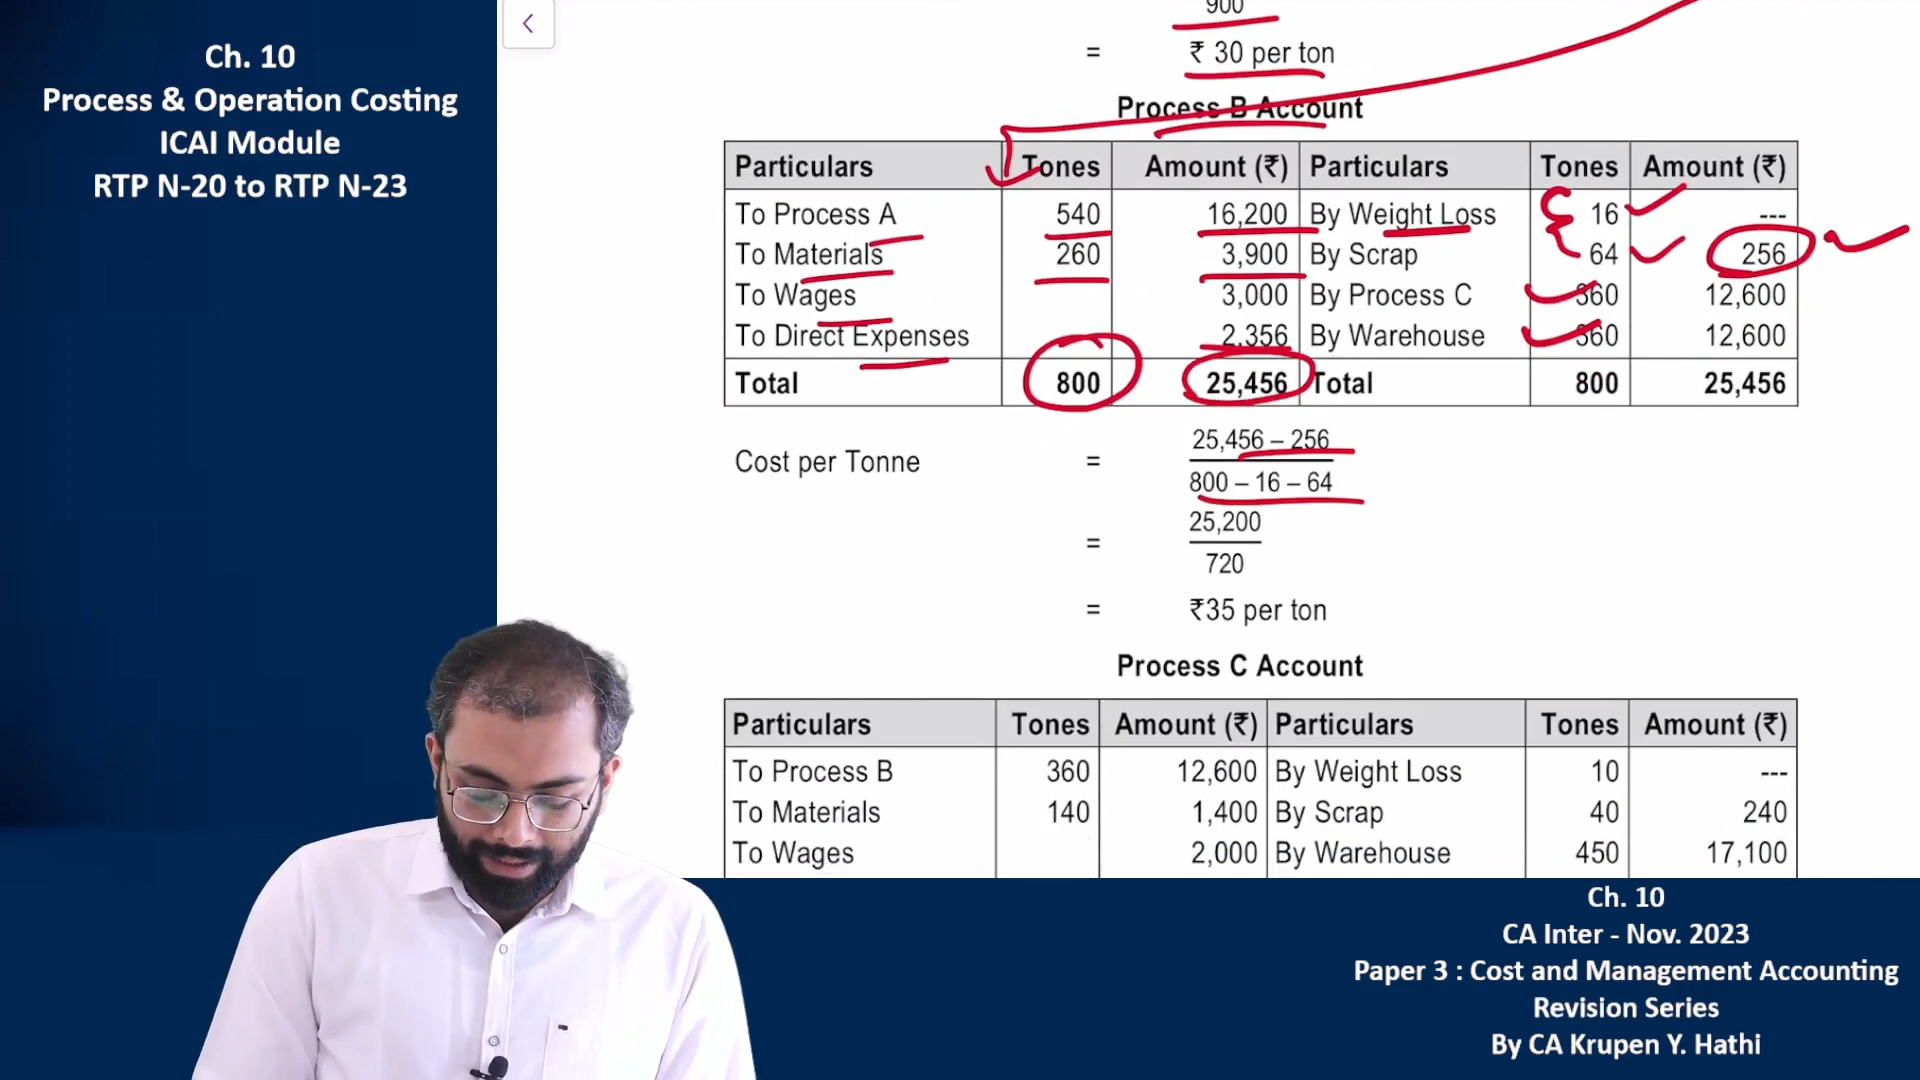 Ch. 10
Process & Operation Costing
ICAI Module
RTP N-20 to RTP N-23
900
= ₹ 30 per ton
Process B Account
Particulars Tones Amount (₹) Particulars Tones Amount (₹)
To Process A 540 16,200 By Weight Loss 16 ---
To Materials 260 3,900 By Scrap 64 256
To Wages 3,000 By Process C 360 12,600
To Direct Expenses 2,356 By Warehouse 360 12,600
Total 800 25,456 Total 800 25,456
25,456 – 256
Cost per Tonne =
800 – 16 – 64
25,200
=
720
= ₹35 per ton
Process C Account
Particulars Tones Amount (₹) Particulars Tones Amount (₹)
To Process B 360 12,600 By Weight Loss 10 ---
To Materials 140 1,400 By Scrap 40 240
To Wages 2,000 By Warehouse 450 17,100
Ch. 10
CA Inter - Nov. 2023
Paper 3 : Cost and Management Accounting
Revision Series
By CA Krupen Y. Hathi